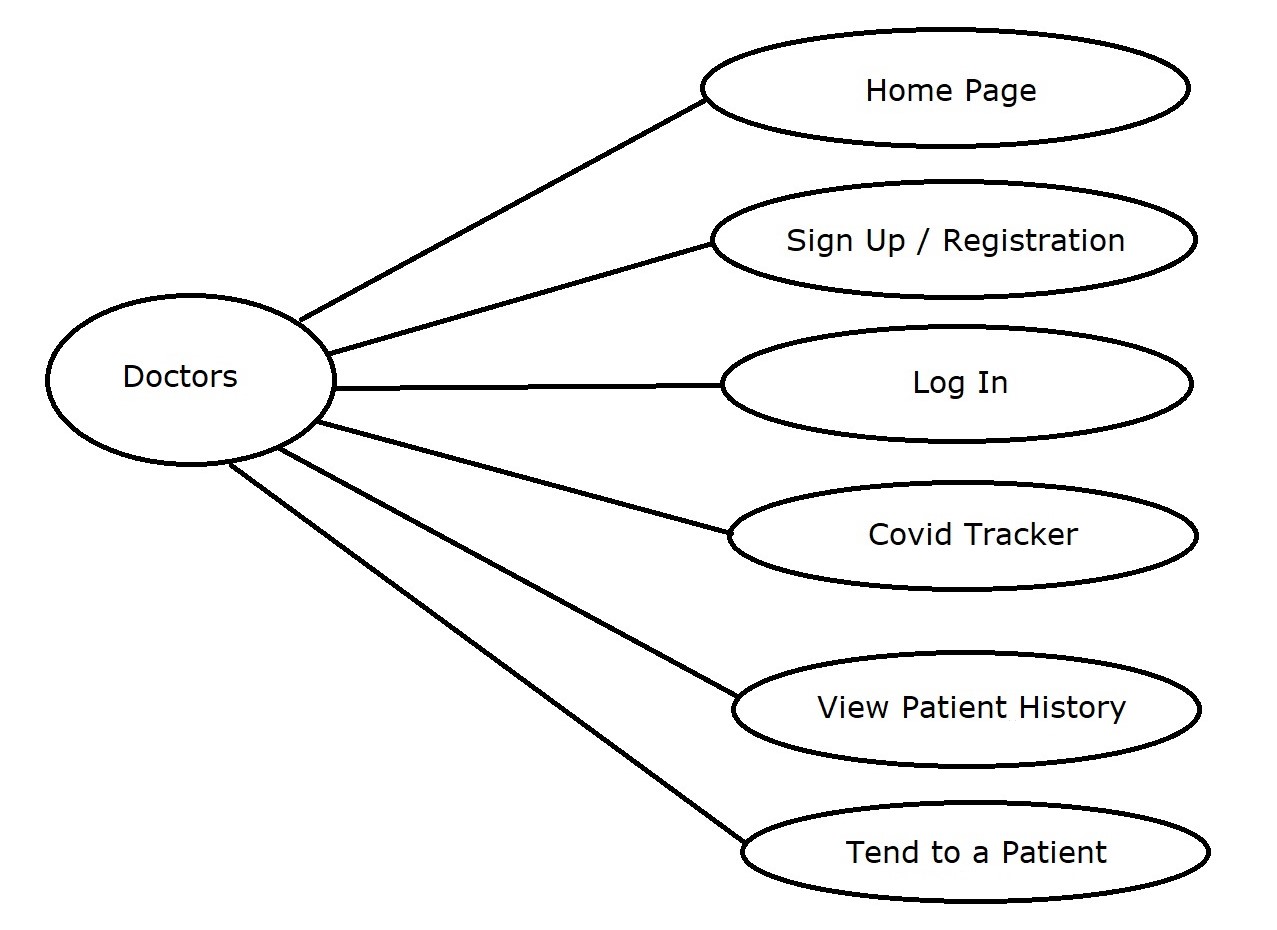 Home Page
Sign Up / Registration
Doctors
Log In
Covid Tracker
View Patient History
Tend to a Patient